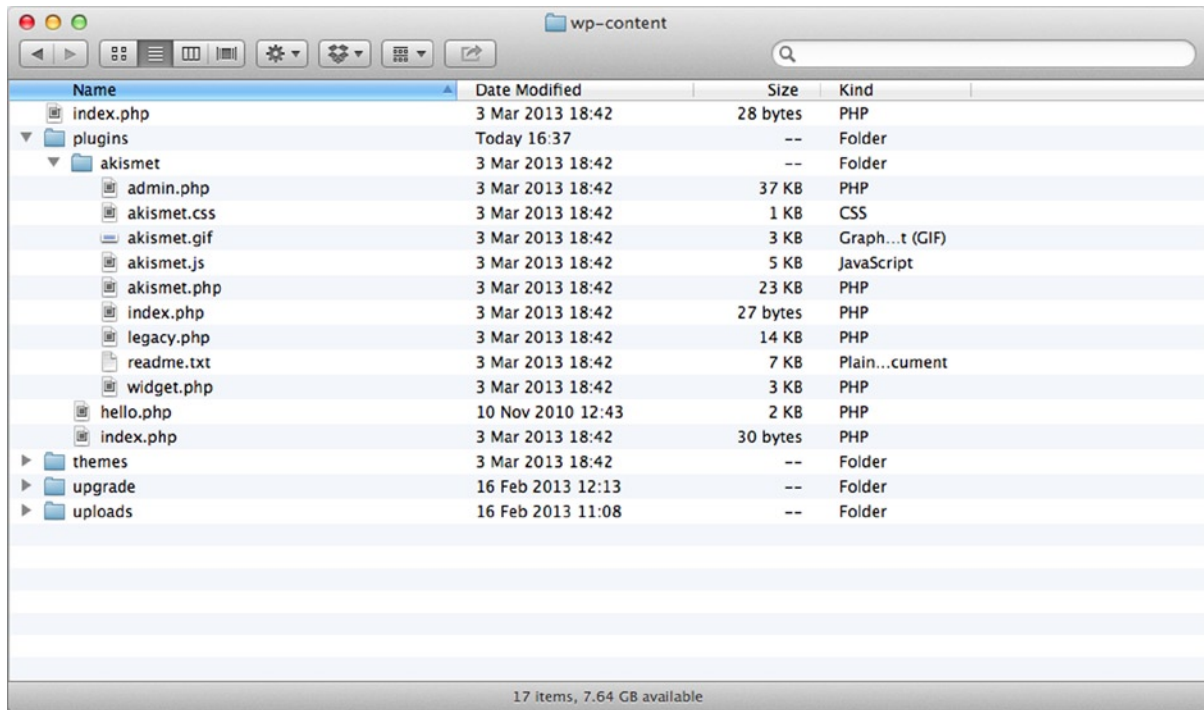 wp-content
Name Date Modified Size Kind
index.php 3 Mar 2013 18:42 28 bytes PHP
plugins Today 16:37 -- Folder
akismet 3 Mar 2013 18:42 -- Folder
admin.php 3 Mar 2013 18:42 37 KB PHP
akismet.css 3 Mar 2013 18:42 1 KB CSS
akismet.gif 3 Mar 2013 18:42 3 KB Graph...t (GIF)
akismet.js 3 Mar 2013 18:42 5 KB JavaScript
akismet.php 3 Mar 2013 18:42 23 KB PHP
index.php 3 Mar 2013 18:42 27 bytes PHP
legacy.php 3 Mar 2013 18:42 14 KB PHP
readme.txt 3 Mar 2013 18:42 7 KB Plain...cument
widget.php 3 Mar 2013 18:42 3 KB PHP
hello.php 10 Nov 2010 12:43 2 KB PHP
index.php 3 Mar 2013 18:42 30 bytes PHP
themes 3 Mar 2013 18:42 -- Folder
upgrade 16 Feb 2013 12:13 -- Folder
uploads 16 Feb 2013 11:08 -- Folder
17 items, 7.64 GB available